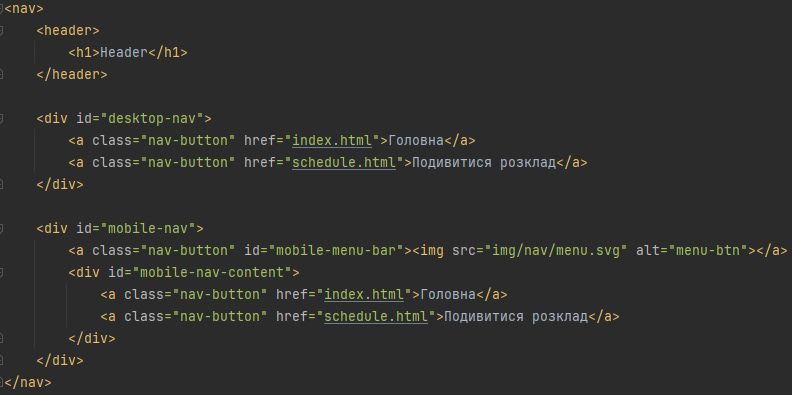 <nav>
    <header>
        <h1>Header</h1>
    </header>

    <div id="desktop-nav">
        <a class="nav-button" href="index.html">Головна</a>
        <a class="nav-button" href="schedule.html">Подивитися розклад</a>
    </div>

    <div id="mobile-nav">
        <a class="nav-button" id="mobile-menu-bar"><img src="img/nav/menu.svg" alt="menu-btn"></a>
        <div id="mobile-nav-content">
            <a class="nav-button" href="index.html">Головна</a>
            <a class="nav-button" href="schedule.html">Подивитися розклад</a>
        </div>
    </div>
</nav>